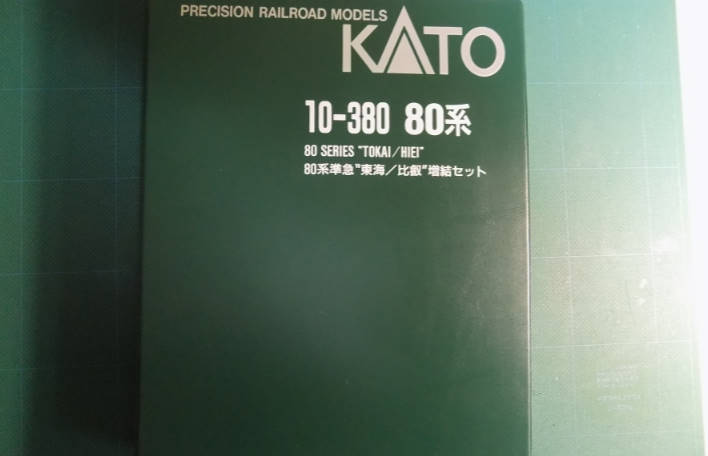 PRECISION RAILROAD MODELS
KATO
10-380 80系
80 SERIES "TOKAI/HIEI"
80系準急"東海/比叡"増結セット